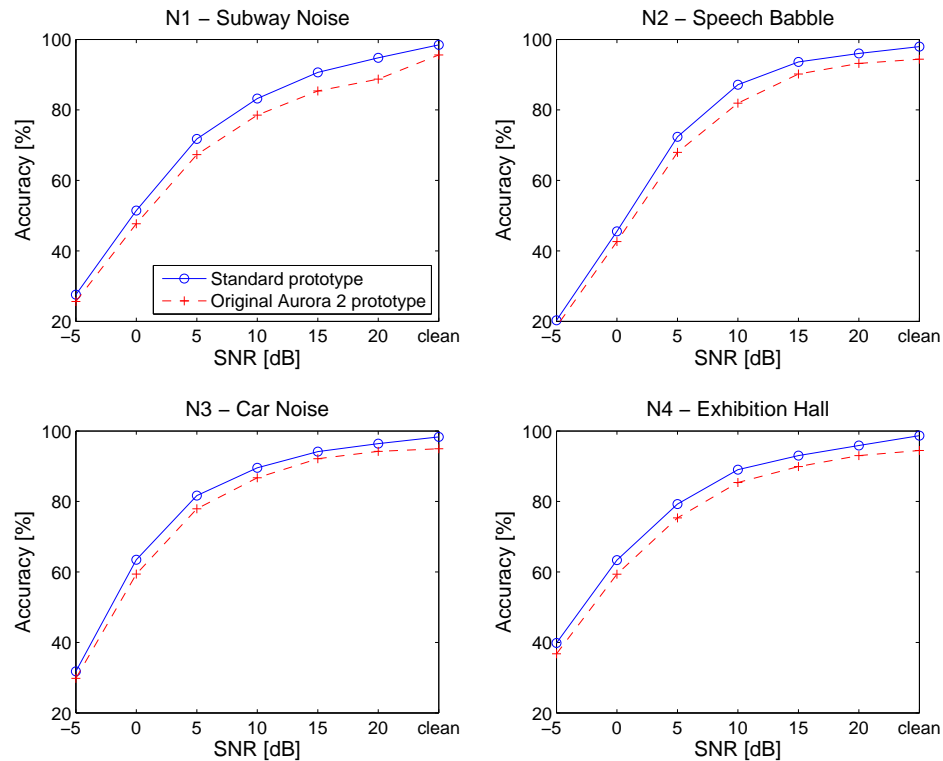 N1 – Subway Noise
100
80
60
40
20
Accuracy [%]
Standard prototype
Original Aurora 2 prototype
−5 0 5 10 15 20 clean
SNR [dB]
N2 – Speech Babble
100
80
60
40
20
Accuracy [%]
−5 0 5 10 15 20 clean
SNR [dB]
N3 – Car Noise
100
80
60
40
20
Accuracy [%]
−5 0 5 10 15 20 clean
SNR [dB]
N4 – Exhibition Hall
100
80
60
40
20
Accuracy [%]
−5 0 5 10 15 20 clean
SNR [dB]